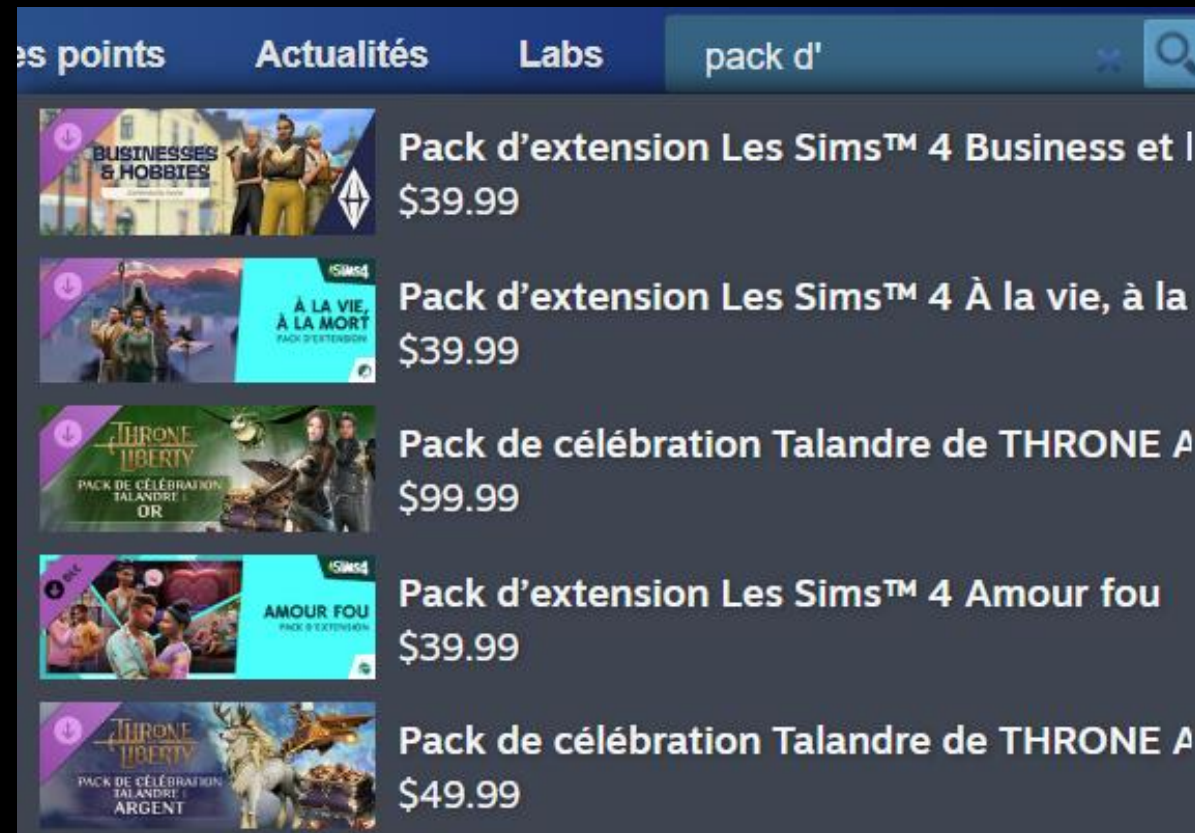 es points Actualités Labs pack d'
BUSINESSES
& HOBBIES
Pack d’extension Les Sims™ 4 Business et l
$39.99
SIMS4
À LA VIE,
À LA MORT
PACK D'EXTENSION
Pack d’extension Les Sims™ 4 À la vie, à la
$39.99
THRONE
LIBERTY
PACK DE CÉLÉBRATION
TALANDRE :
OR
Pack de célébration Talandre de THRONE A
$99.99
DLC
SIMS4
AMOUR FOU
PACK D'EXTENSION
Pack d’extension Les Sims™ 4 Amour fou
$39.99
THRONE
LIBERTY
PACK DE CÉLÉBRATION
TALANDRE :
ARGENT
Pack de célébration Talandre de THRONE A
$49.99